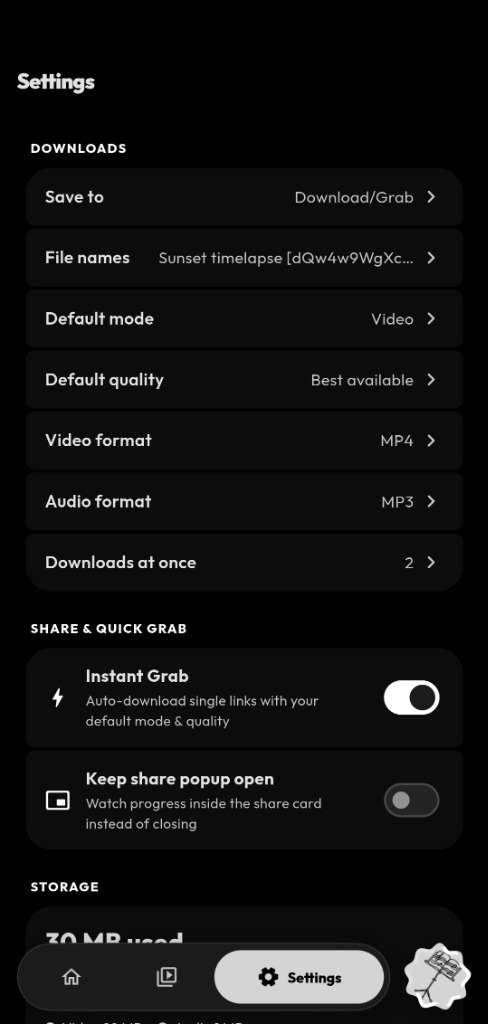 Settings
DOWNLOADS
Save to Download/Grab
File names Sunset timelapse [dQw4w9WgXc...
Default mode Video
Default quality Best available
Video format MP4
Audio format MP3
Downloads at once 2
SHARE & QUICK GRAB
Instant Grab
Auto-download single links with your
default mode & quality
Keep share popup open
Watch progress inside the share card
instead of closing
STORAGE
30 MB used
Settings